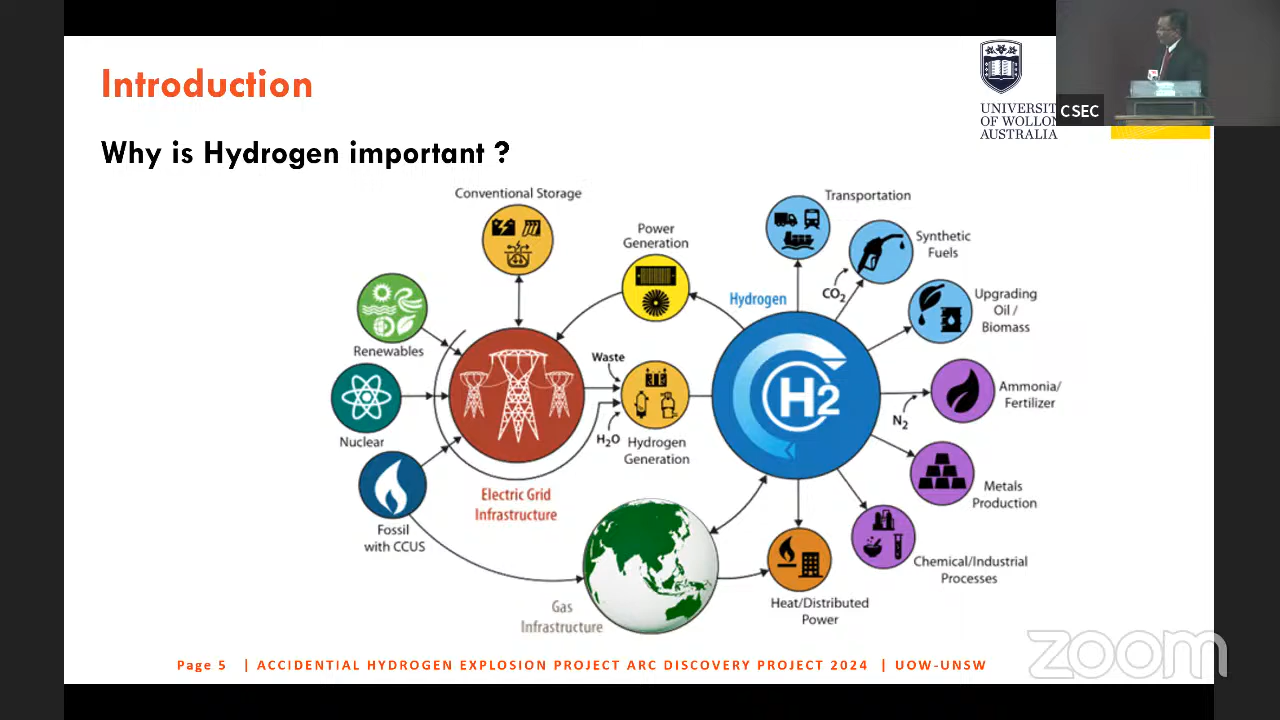 Introduction
UNIVERSIT
OF WOLLON
AUSTRALIA
CSEC
Why is Hydrogen important ?
Conventional Storage
Transportation
Power
Generation
Synthetic
Fuels
CO2
Hydrogen
Upgrading
Oil /
Biomass
Renewables
Waste
H2
Ammonia/
Fertilizer
N2
Nuclear
H2O
Hydrogen
Generation
Metals
Production
Electric Grid
Infrastructure
Fossil
with CCUS
Chemical/Industrial
Processes
Gas
Infrastructure
Heat/Distributed
Power
Page 5 | ACCIDENTIAL HYDROGEN EXPLOSION PROJECT ARC DISCOVERY PROJECT 2024 | UOW-UNSW
zoom